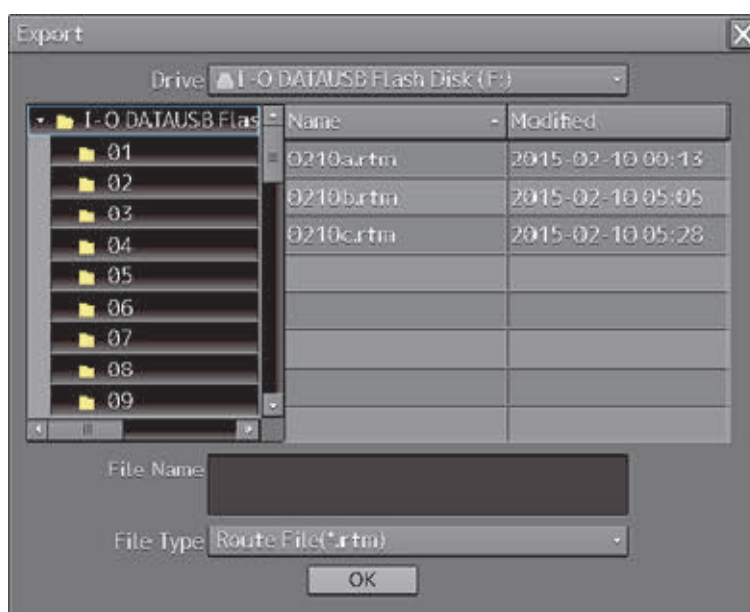 Export
Drive I-O DATAUSB Flash Disk (F:)
I-O DATAUSB Flas
Name Modified
01
02
03
04
05
06
07
08
09
0210a.rtm 2015-02-10 00:13
0210b.rtm 2015-02-10 05:05
0210c.rtm 2015-02-10 05:28
File Name
File Type Route File(*.rtm)
OK